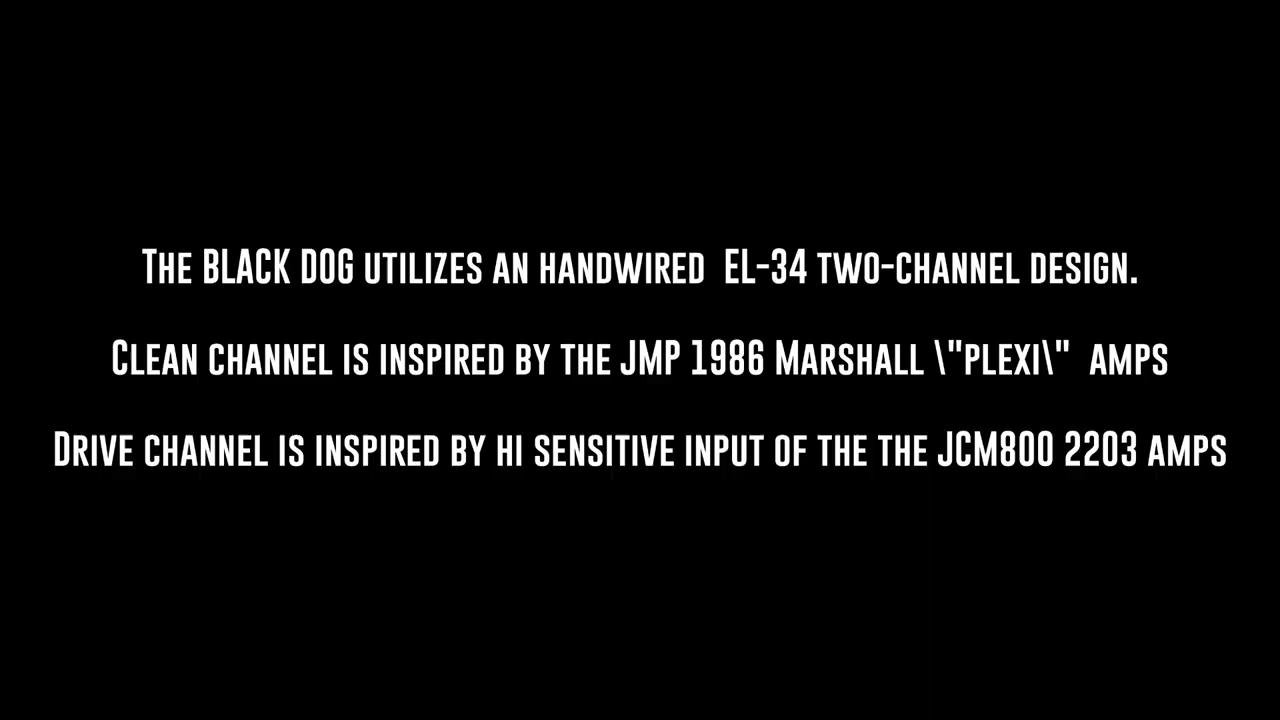 The BLACK DOG utilizes an handwired  EL-34 two-channel design.
Clean channel is inspired by the JMP 1986 Marshall \"plexi\"  amps
Drive channel is inspired by hi sensitive input of the the JCM800 2203 amps